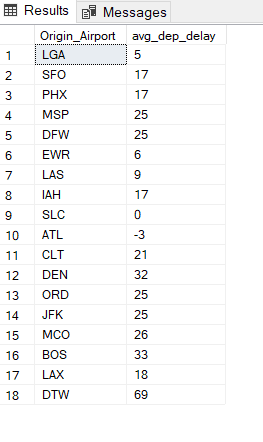 Results Messages
Origin_Airport avg_dep_delay
1 LGA 5
2 SFO 17
3 PHX 17
4 MSP 25
5 DFW 25
6 EWR 6
7 LAS 9
8 IAH 17
9 SLC 0
10 ATL -3
11 CLT 21
12 DEN 32
13 ORD 25
14 JFK 25
15 MCO 26
16 BOS 33
17 LAX 18
18 DTW 69